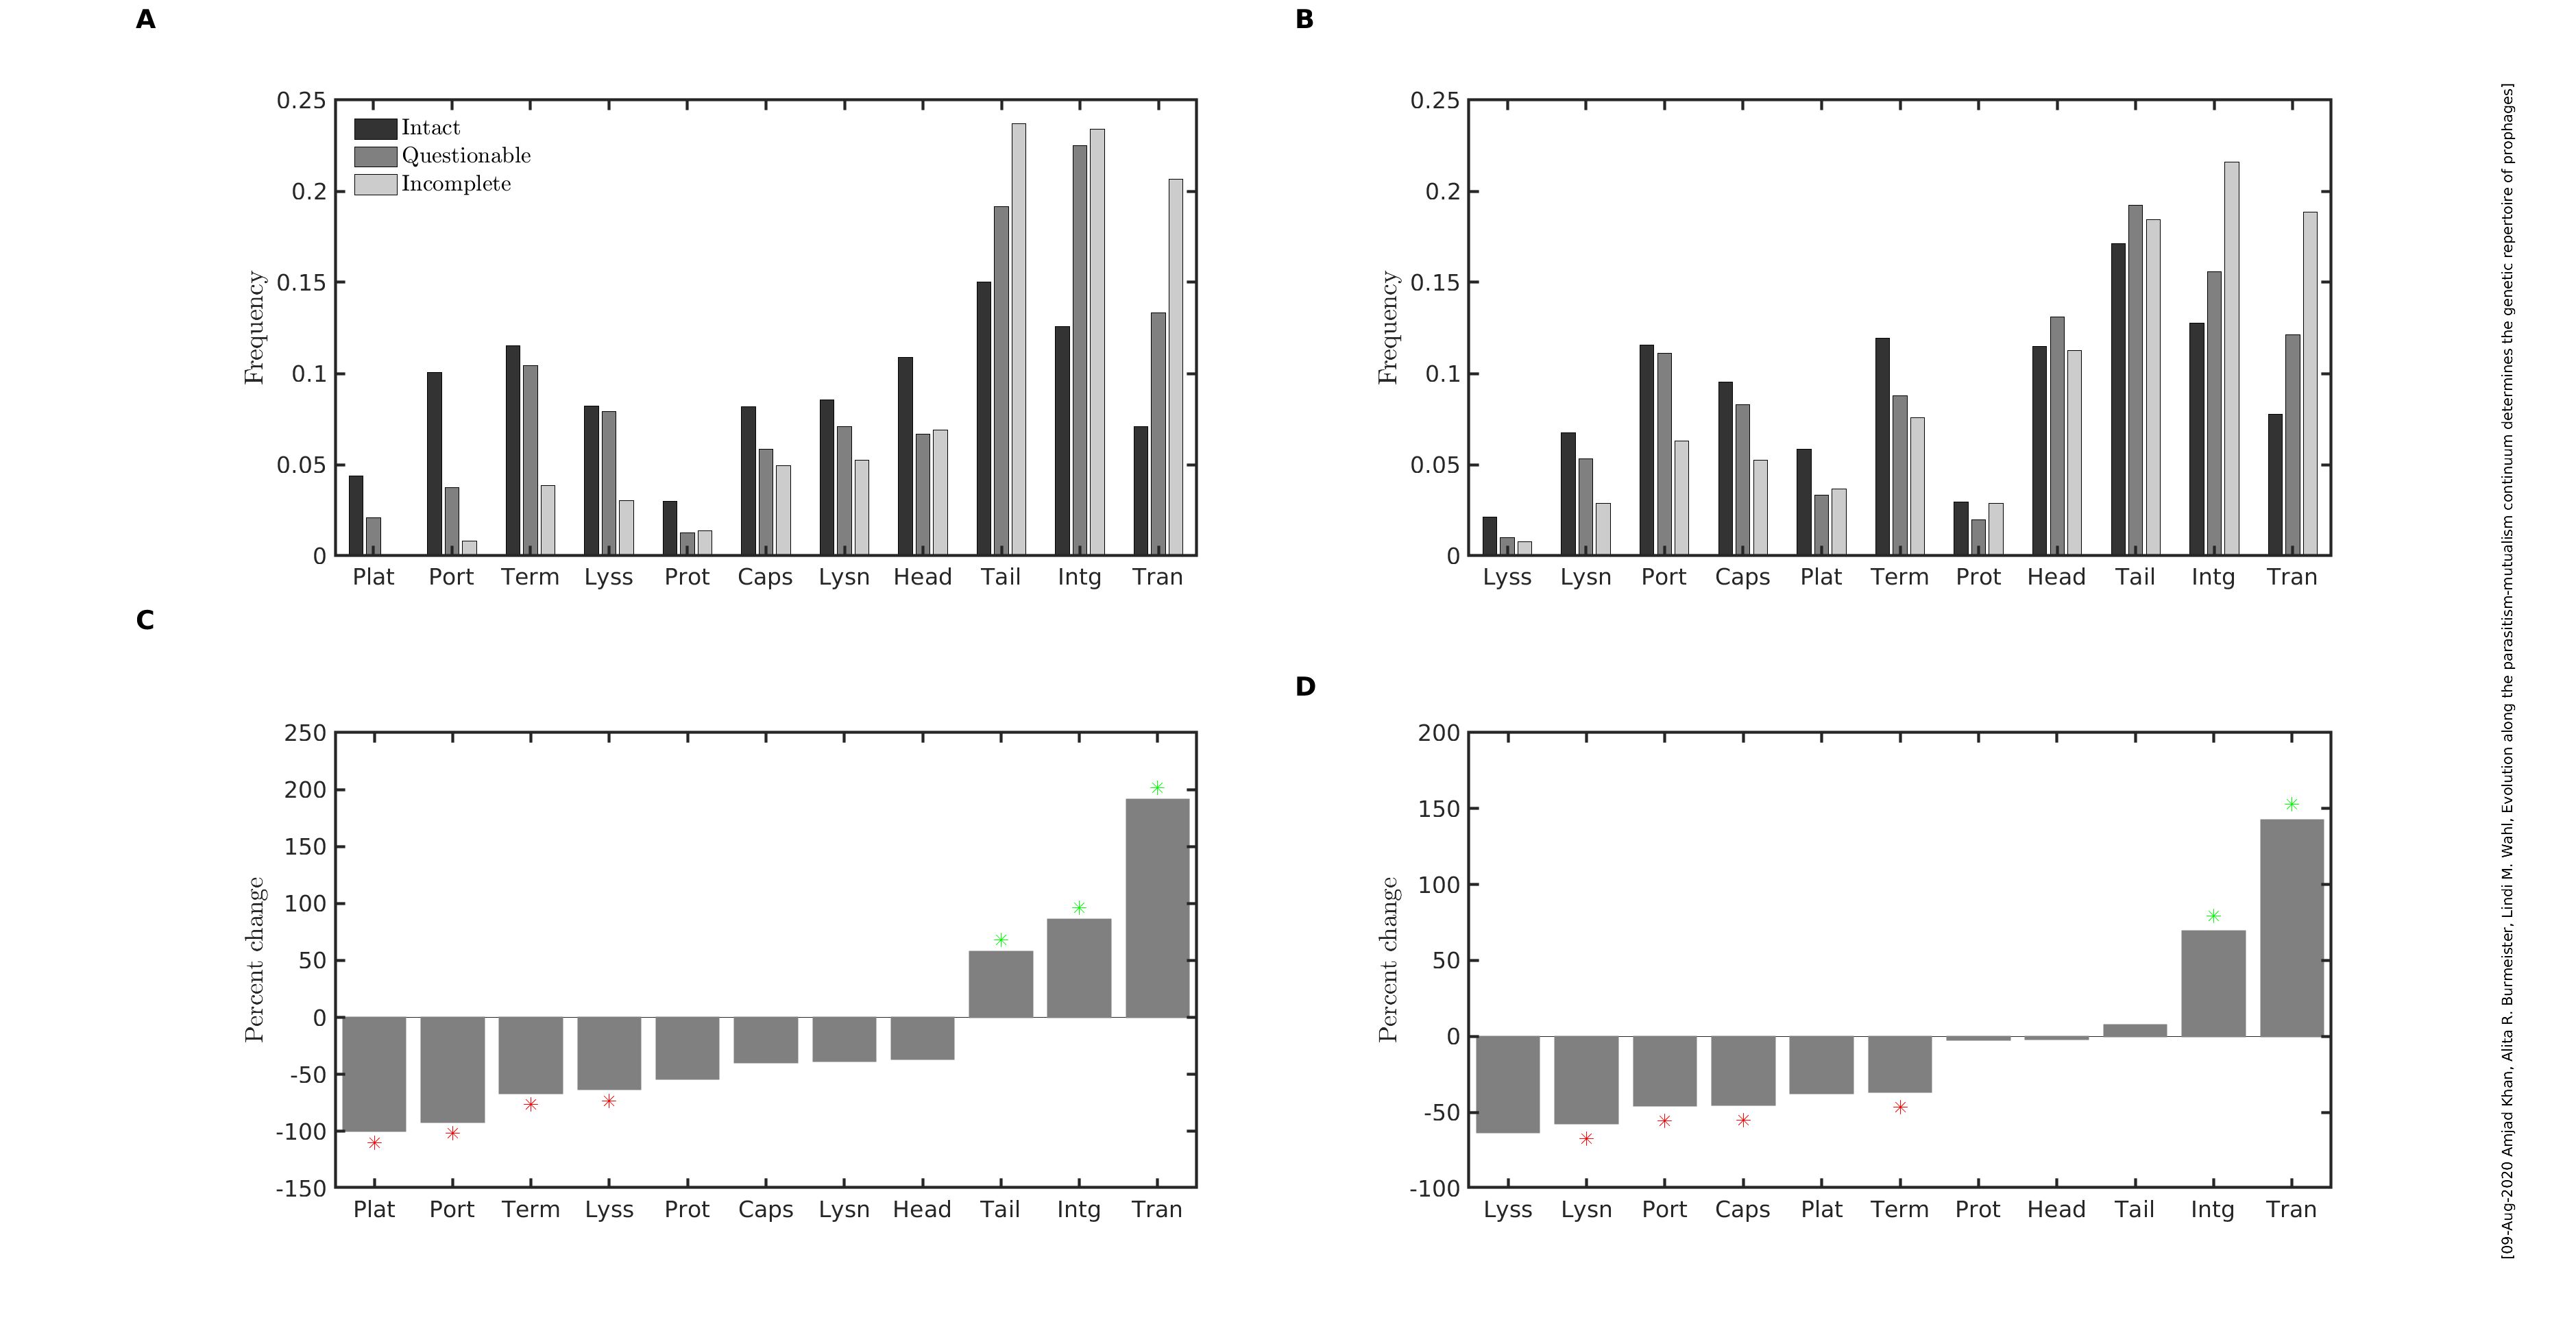 A
0.25
0.2
0.15
0.1
0.05
0
Frequency
Intact
Questionable
Incomplete
Plat Port Term Lyss Prot Caps Lysn Head Tail Intg Tran
B
0.25
0.2
0.15
0.1
0.05
0
Frequency
Lyss Lysn Port Caps Plat Term Prot Head Tail Intg Tran
C
250
200
150
100
50
0
-50
-100
-150
Percent change
Plat Port Term Lyss Prot Caps Lysn Head Tail Intg Tran
D
200
150
100
50
0
-50
-100
Percent change
Lyss Lysn Port Caps Plat Term Prot Head Tail Intg Tran
[09-Aug-2020 Amjad Khan, Alita R. Burmeister, Lindi M. Wahl, Evolution along the parasitism-mutualism continuum determines the genetic repertoire of prophages]